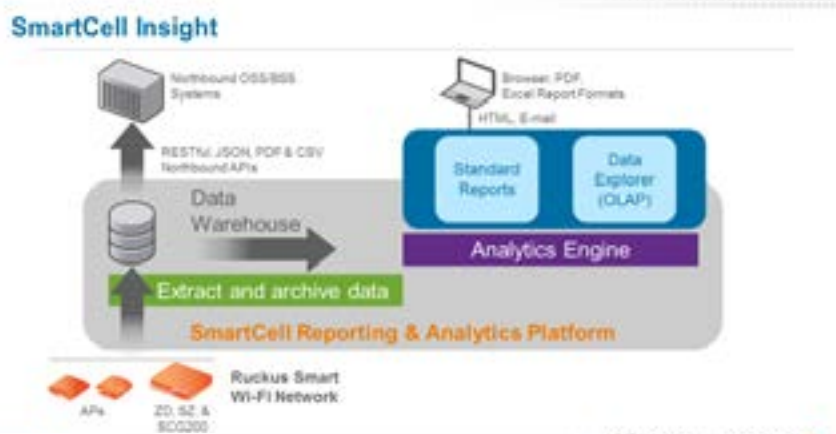 SmartCell Insight
Northbound OSS/BSS
Systems
Browser, PDF,
Excel Report Formats
HTML, E-mail
RESTful, JSON, PDF & CSV
Northbound APIs
Standard
Reports
Data
Explorer
(OLAP)
Data
Warehouse
Analytics Engine
Extract and archive data
SmartCell Reporting & Analytics Platform
Ruckus Smart
Wi-Fi Network
APs
ZD, SZ, &
SCG200